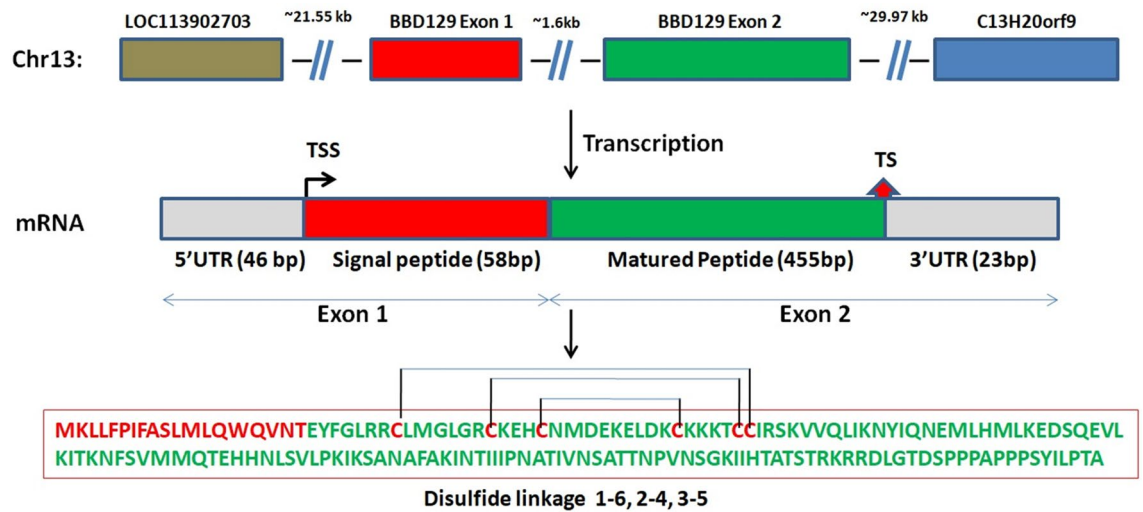 LOC113902703 ~21.55 kb BBD129 Exon 1 ~1.6kb BBD129 Exon 2 ~29.97 kb C13H20orf9
Chr13:
Transcription
TSS TS
mRNA
5'UTR (46 bp) Signal peptide (58bp) Matured Peptide (455bp) 3'UTR (23bp)
Exon 1 Exon 2
MKLLFPIFASLMLQWQVNTEYFGLRRCLMGLGRCKEHCNMDEKELDKCKKKTCCIRSKVVQLIKNYIQNEMLHMLKEDSQEVL
KITKNFSVMMQTEHHNLSVLPKIKSANAFAKINTIIIPNATIVNSATTNPVNSGKIIHTATSTRKRRDLGTDSPPPAPPPSYILPTA
Disulfide linkage 1-6, 2-4, 3-5